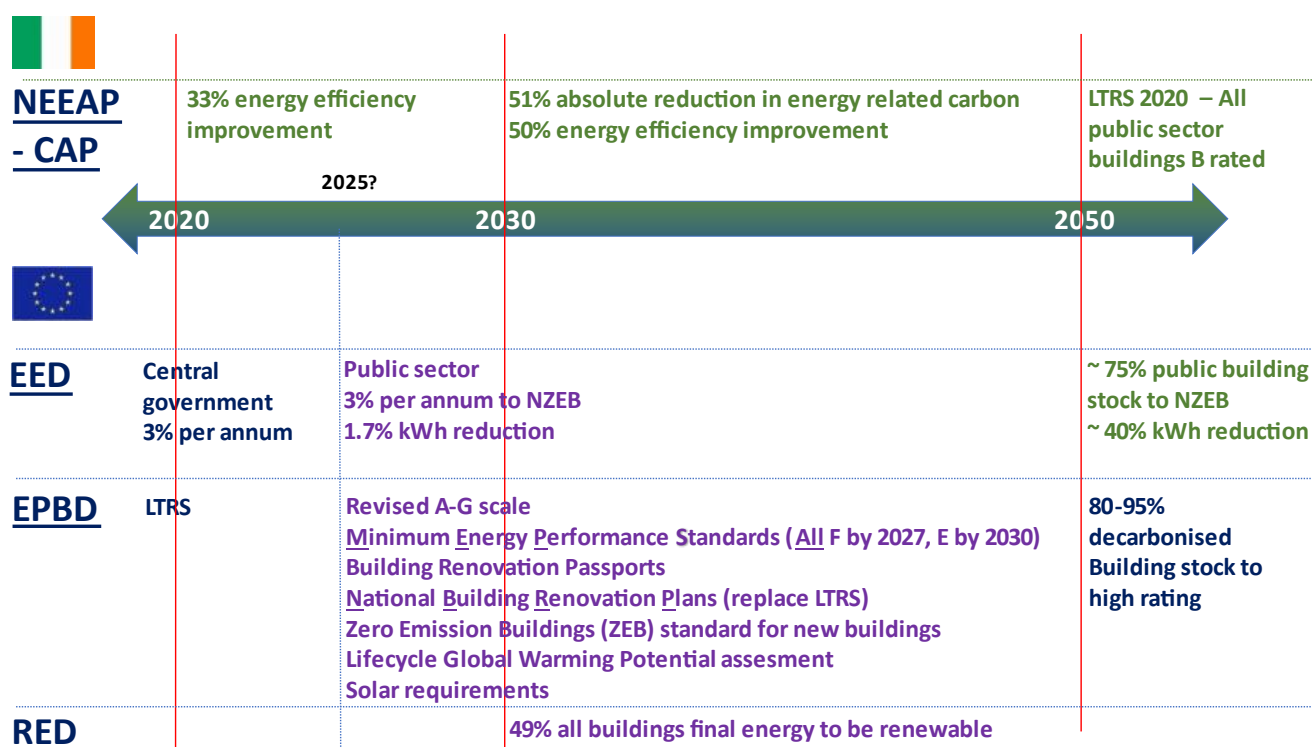 NEEAP
- CAP
33% energy efficiency
improvement
51% absolute reduction in energy related carbon
50% energy efficiency improvement
LTRS 2020 – All
public sector
buildings B rated
2025?
2020
2030
2050
EED
Central
government
3% per annum
Public sector
3% per annum to NZEB
1.7% kWh reduction
~ 75% public building
stock to NZEB
~ 40% kWh reduction
EPBD
LTRS
Revised A-G scale
Minimum Energy Performance Standards (All F by 2027, E by 2030)
Building Renovation Passports
National Building Renovation Plans (replace LTRS)
Zero Emission Buildings (ZEB) standard for new buildings
Lifecycle Global Warming Potential assesment
Solar requirements
80-95%
decarbonised
Building stock to
high rating
RED
49% all buildings final energy to be renewable